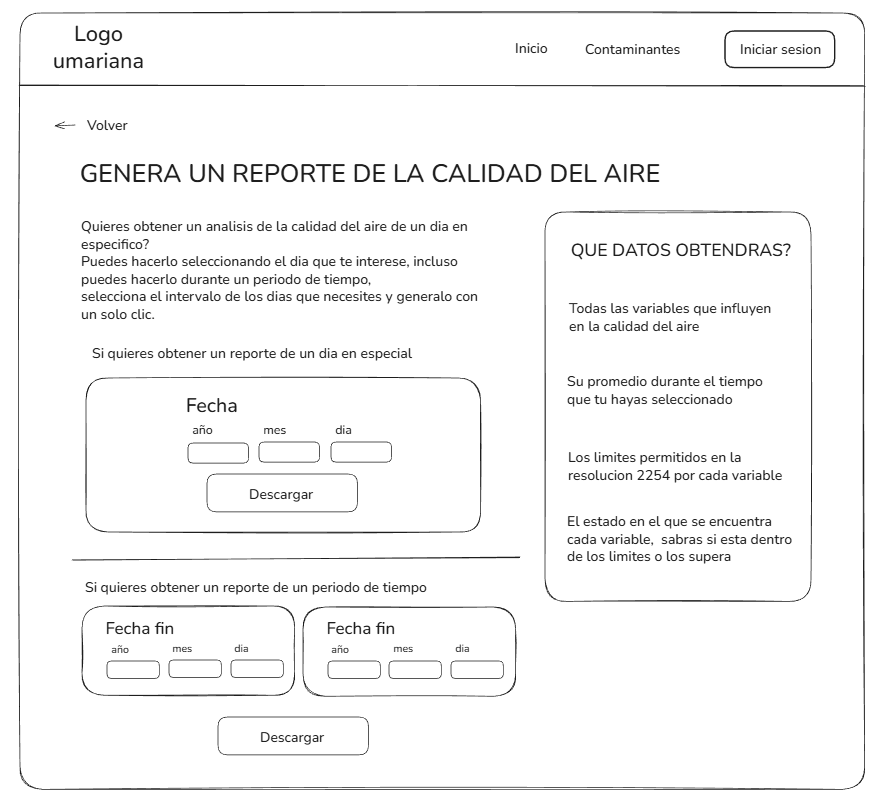 Logo
umariana
Inicio
Contaminantes
Iniciar sesion
Volver
GENERA UN REPORTE DE LA CALIDAD DEL AIRE
Quieres obtener un analisis de la calidad del aire de un dia en
especifico?
Puedes hacerlo seleccionando el dia que te interese, incluso
puedes hacerlo durante un periodo de tiempo,
selecciona el intervalo de los dias que necesites y generalo con
un solo clic.
Si quieres obtener un reporte de un dia en especial
Fecha
año
mes
dia
Descargar
Si quieres obtener un reporte de un periodo de tiempo
Fecha fin
año
mes
dia
Fecha fin
año
mes
dia
Descargar
QUE DATOS OBTENDRAS?
Todas las variables que influyen
en la calidad del aire
Su promedio durante el tiempo
que tu hayas seleccionado
Los limites permitidos en la
resolucion 2254 por cada variable
El estado en el que se encuentra
cada variable, sabras si esta dentro
de los limites o los supera